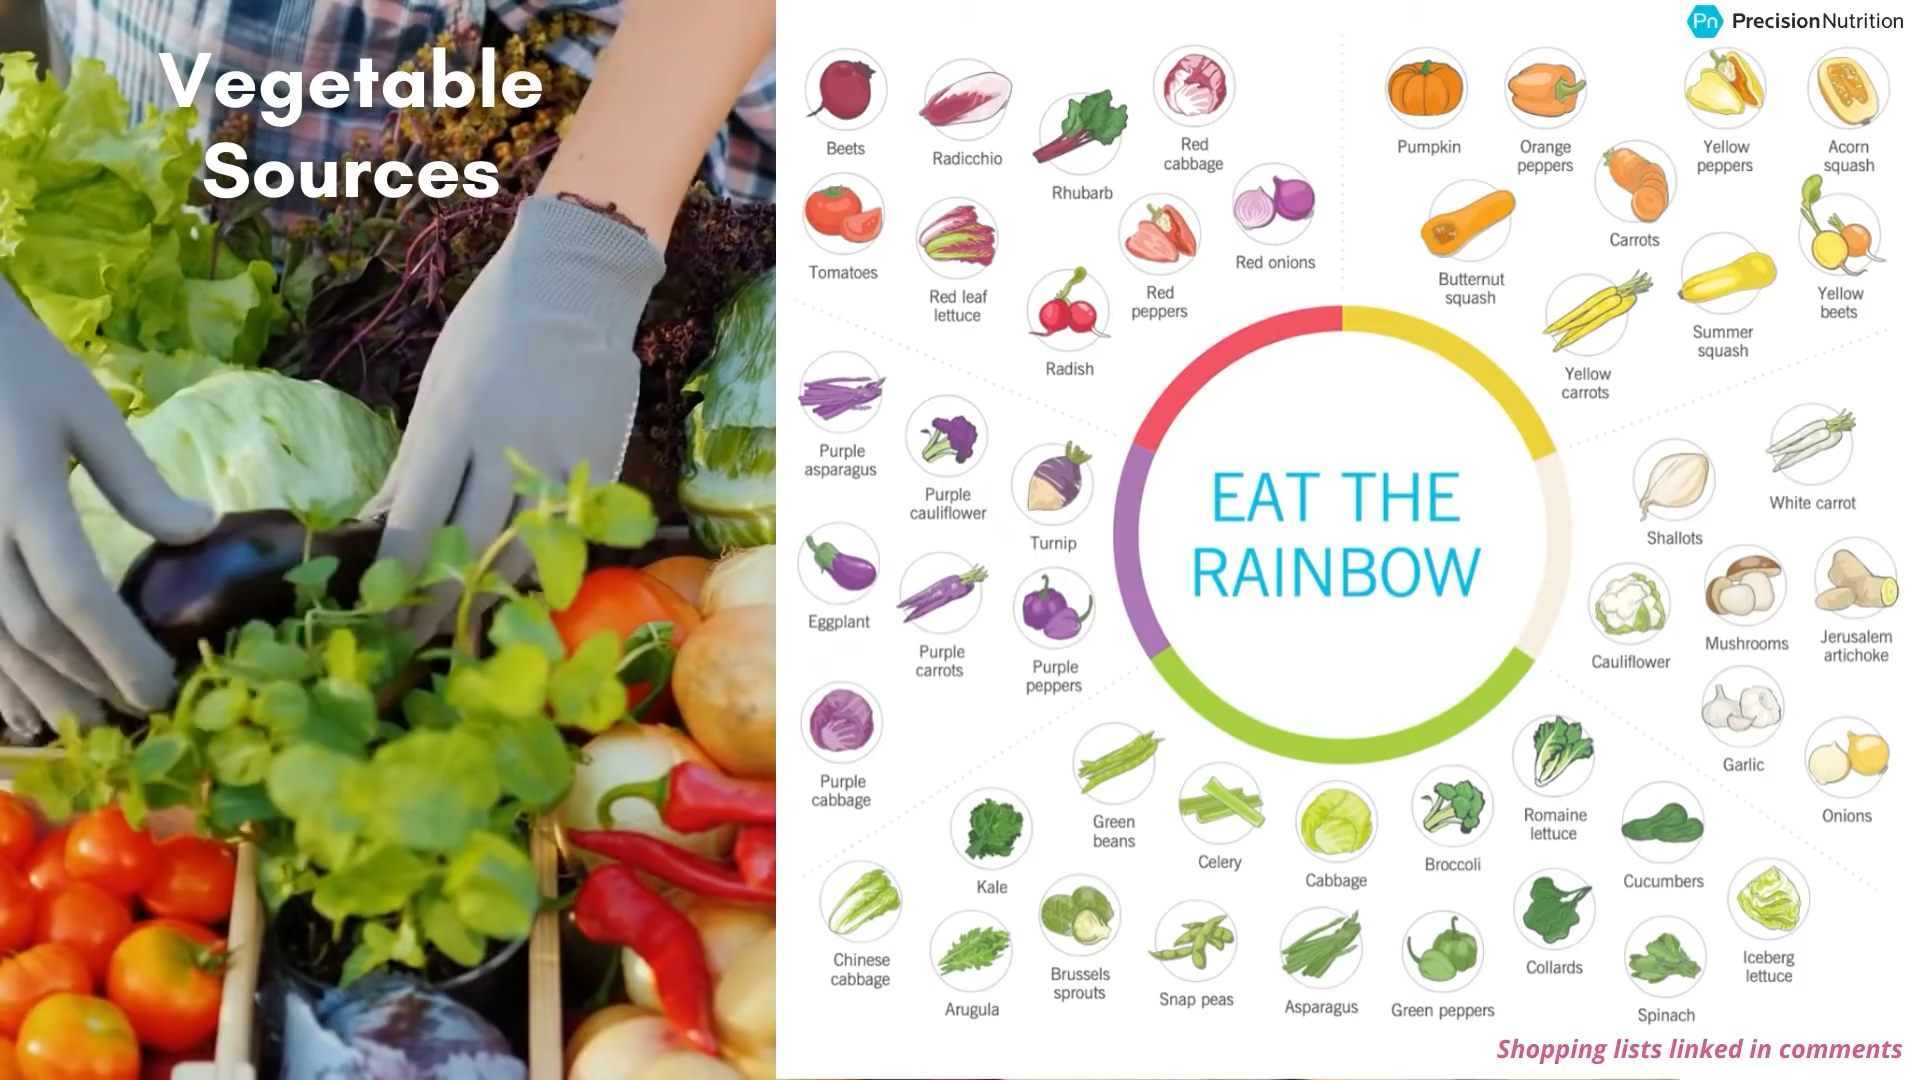 Vegetable
Sources
Pn PrecisionNutrition
Beets
Radicchio
Rhubarb
Red
cabbage
Tomatoes
Red leaf
lettuce
Radish
Red
peppers
Red onions
Pumpkin
Orange
peppers
Yellow
peppers
Acorn
squash
Carrots
Butternut
squash
Yellow
carrots
Summer
squash
Yellow
beets
Purple
asparagus
Purple
cauliflower
Turnip
Eggplant
Purple
carrots
Purple
peppers
Purple
cabbage
EAT THE
RAINBOW
White carrot
Shallots
Cauliflower
Mushrooms
Jerusalem
artichoke
Garlic
Onions
Green
beans
Celery
Cabbage
Broccoli
Romaine
lettuce
Cucumbers
Kale
Chinese
cabbage
Arugula
Brussels
sprouts
Snap peas
Asparagus
Green peppers
Collards
Spinach
Iceberg
lettuce
Shopping lists linked in comments